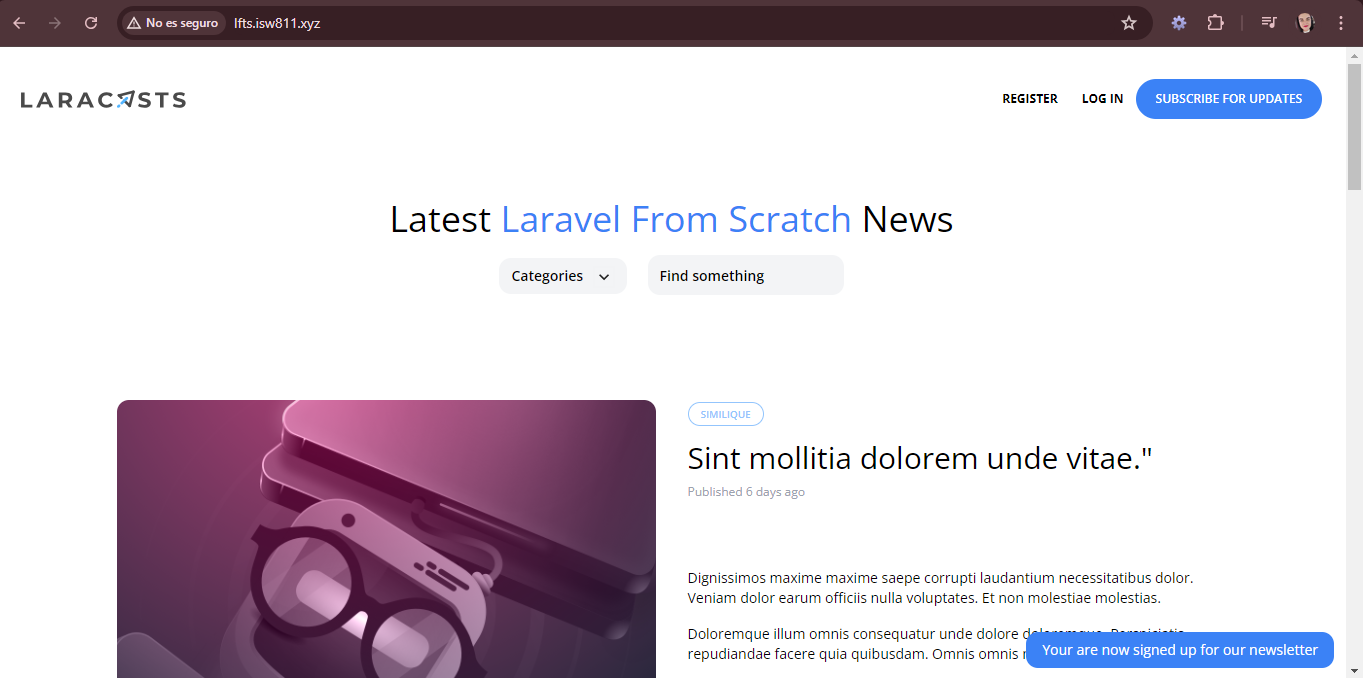 No es seguro
lfts.isw811.xyz
LARACASTS
REGISTER
LOG IN
SUBSCRIBE FOR UPDATES
Latest Laravel From Scratch News
Categories
Find something
SIMILIQUE
Sint mollitia dolorem unde vitae."
Published 6 days ago
Dignissimos maxime maxime saepe corrupti laudantium necessitatibus dolor.
Veniam dolor earum officiis nulla voluptates. Et non molestiae molestias.
Doloremque illum omnis consequatur unde dolore
repudiandae facere quia quibusdam. Omnis omnis
Your are now signed up for our newsletter